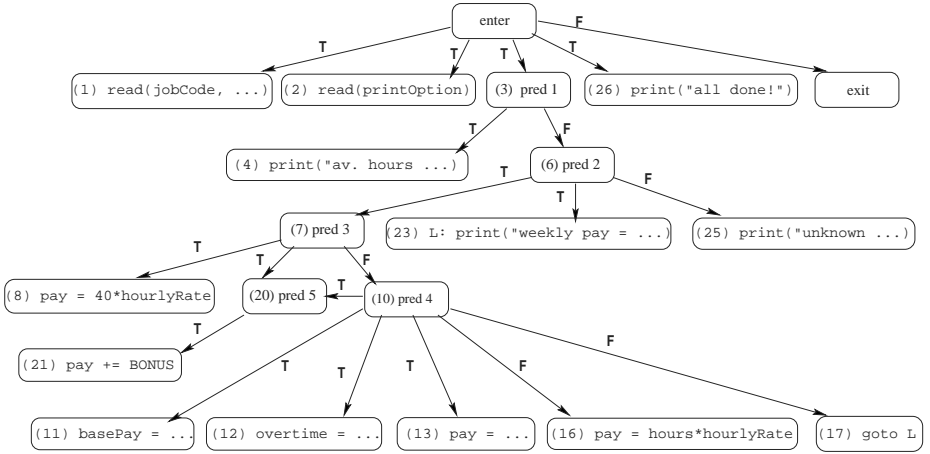 enter
F
T
T
T
T
(1) read(jobCode, ...)
(2) read(printOption)
(3) pred 1
(26) print("all done!")
exit
T
F
(4) print("av. hours ...)
(6) pred 2
T
T
F
(7) pred 3
(23) L: print("weekly pay = ...)
(25) print("unknown ...)
T
T
F
(8) pay = 40*hourlyRate
(20) pred 5
T
(10) pred 4
T
(21) pay += BONUS
T
T
T
F
F
(11) basePay = ...
(12) overtime = ...
(13) pay = ...
(16) pay = hours*hourlyRate
(17) goto L